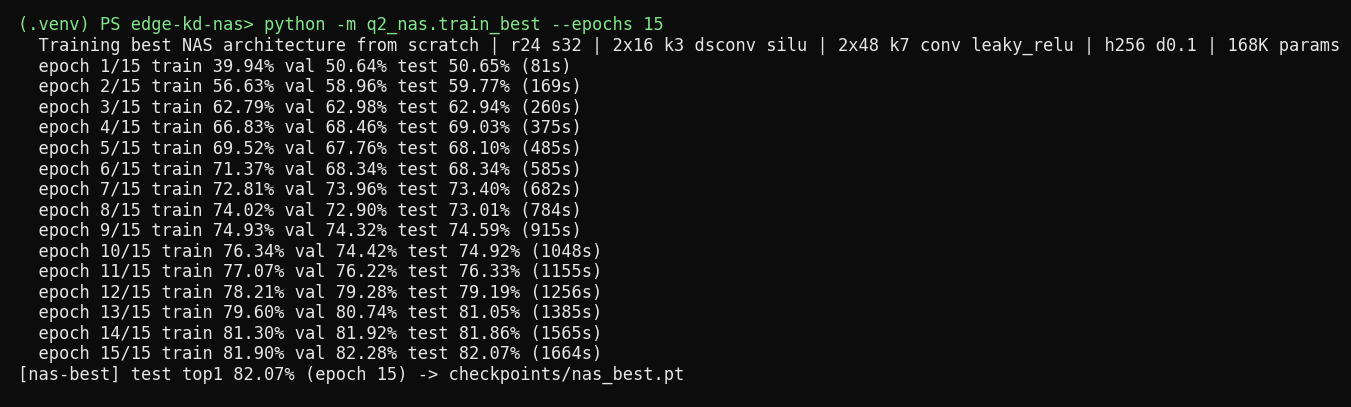 (.venv) PS edge-kd-nas> python -m q2_nas.train_best --epochs 15
Training best NAS architecture from scratch | r24 s32 | 2x16 k3 dsconv silu | 2x48 k7 conv leaky_relu | h256 d0.1 | 168K params
epoch 1/15 train 39.94% val 50.64% test 50.65% (81s)
epoch 2/15 train 56.63% val 58.96% test 59.77% (169s)
epoch 3/15 train 62.79% val 62.98% test 62.94% (260s)
epoch 4/15 train 66.83% val 68.46% test 69.03% (375s)
epoch 5/15 train 69.52% val 67.76% test 68.10% (485s)
epoch 6/15 train 71.37% val 68.34% test 68.34% (585s)
epoch 7/15 train 72.81% val 73.96% test 73.40% (682s)
epoch 8/15 train 74.02% val 72.90% test 73.01% (784s)
epoch 9/15 train 74.93% val 74.32% test 74.59% (915s)
epoch 10/15 train 76.34% val 74.42% test 74.92% (1048s)
epoch 11/15 train 77.07% val 76.22% test 76.33% (1155s)
epoch 12/15 train 78.21% val 79.28% test 79.19% (1256s)
epoch 13/15 train 79.60% val 80.74% test 81.05% (1385s)
epoch 14/15 train 81.30% val 81.92% test 81.86% (1565s)
epoch 15/15 train 81.90% val 82.28% test 82.07% (1664s)
[nas-best] test top1 82.07% (epoch 15) -> checkpoints/nas_best.pt